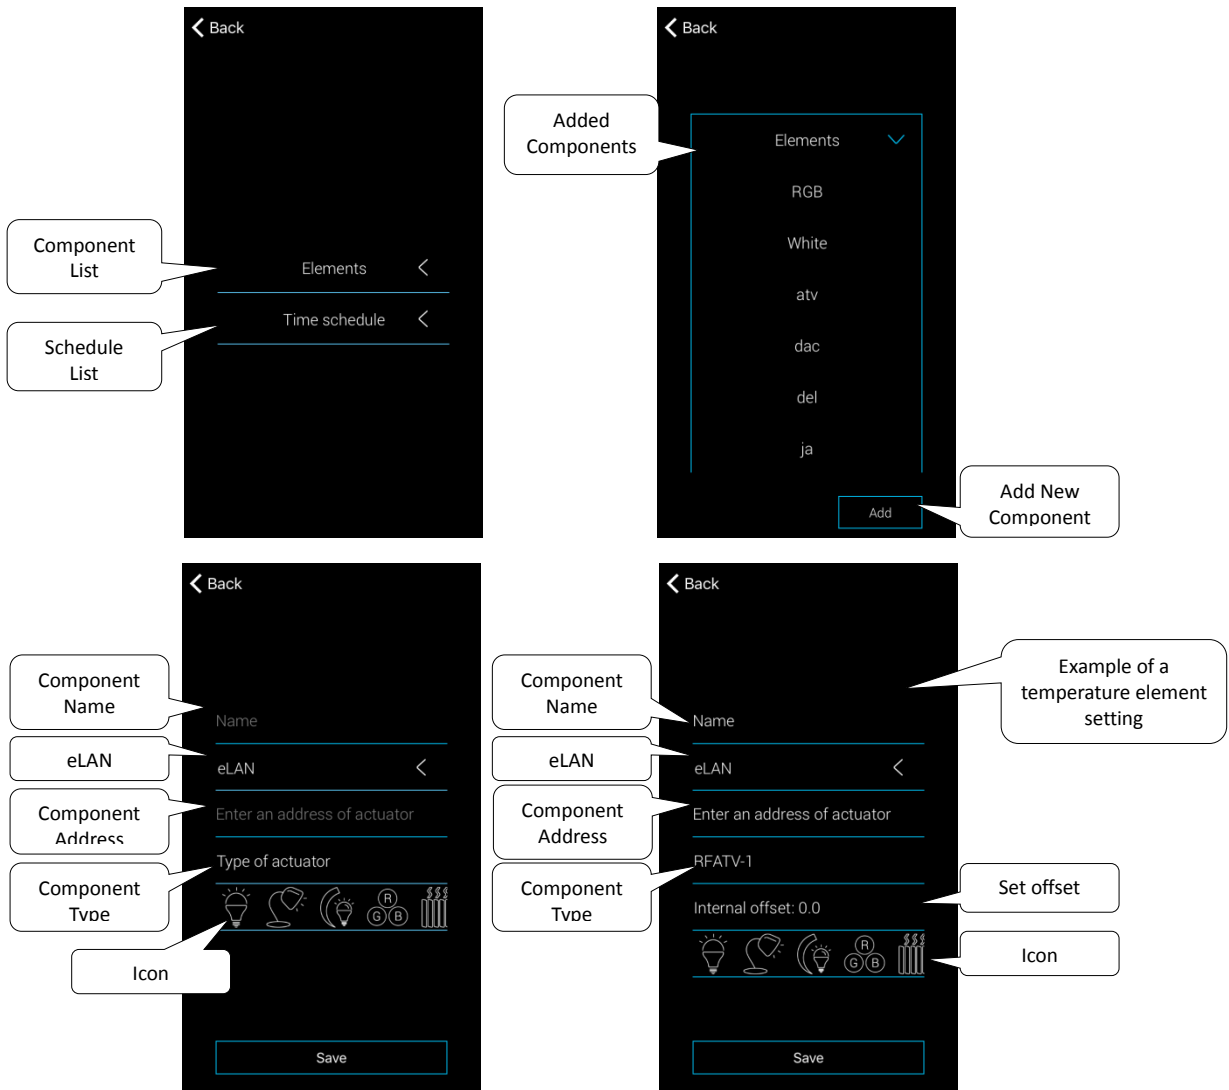 Back
Component
List
Elements
Time schedule
Schedule
List
Back
Added
Components
Elements
RGB
White
atv
dac
del
ja
Add
Add New
Component
Back
Component
Name
Name
eLAN
eLAN
Component
Address
Enter an address of actuator
Component
Type
Type of actuator
R
G B
Icon
Save
Back
Example of a
temperature element
setting
Component
Name
Name
eLAN
eLAN
Component
Address
Enter an address of actuator
Component
Type
RFATV-1
Set offset
Internal offset: 0.0
R
G B
Icon
Save